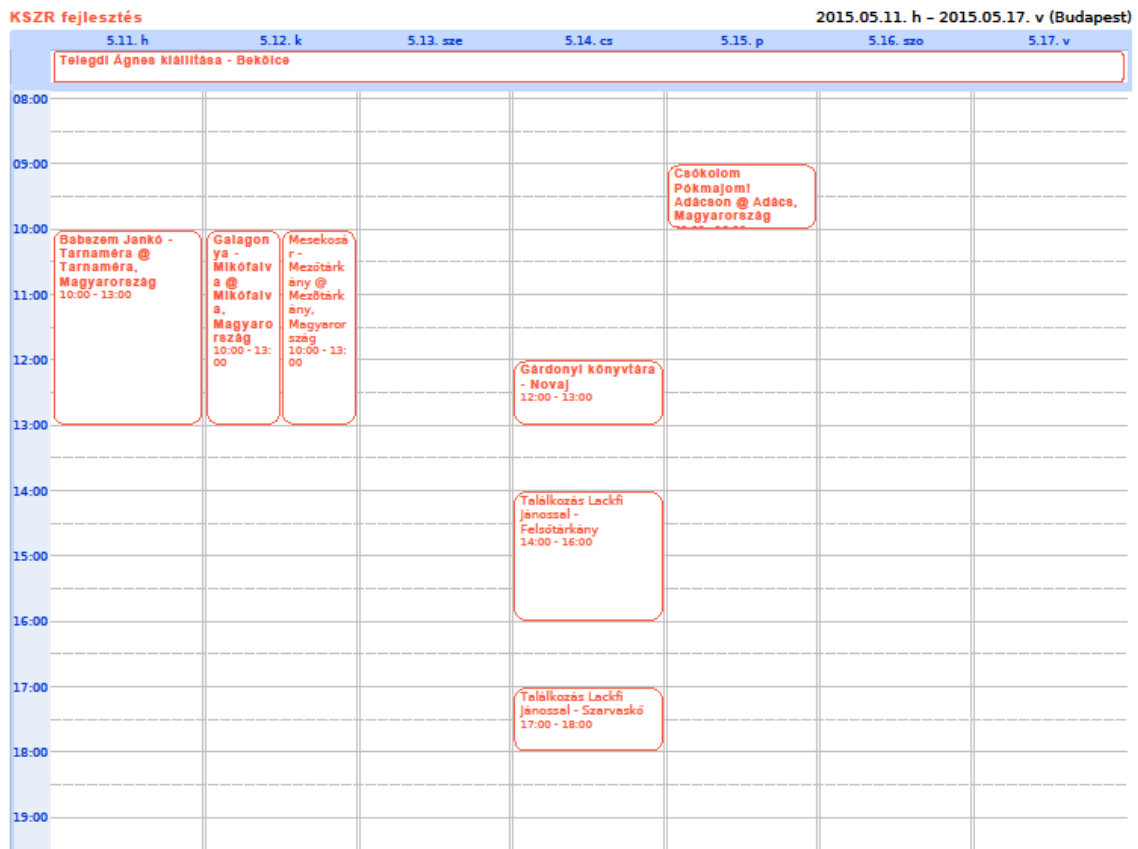 KSZR fejlesztés
2015.05.11. h – 2015.05.17. v (Budapest)
5.11. h 5.12. k 5.13. sze 5.14. cs 5.15. p 5.16. szo 5.17. v
Telegdi Ágnes kiállítása - Bekölce
08:00
09:00
Csókolom
Pókmajom!
Adácson @ Adács,
Magyarország
10:00
Babszem Jankó -
Tarnaméra @
Tarnaméra,
Magyarország
10:00 - 13:00
Galagon
ya -
Mikófalv
a @
Mikófalv
a,
Magyaro
rszág
10:00 - 13:
00
Mesekosá
r -
Mezőtárk
ány @
Mezőtárk
ány,
Magyaror
szág
10:00 - 13:
00
11:00
12:00
Gárdonyi könyvtára
- Novaj
12:00 - 13:00
13:00
14:00
Találkozás Lackfi
Jánossal -
Felsőtárkány
14:00 - 16:00
15:00
16:00
17:00
Találkozás Lackfi
Jánossal - Szarvaskő
17:00 - 18:00
18:00
19:00